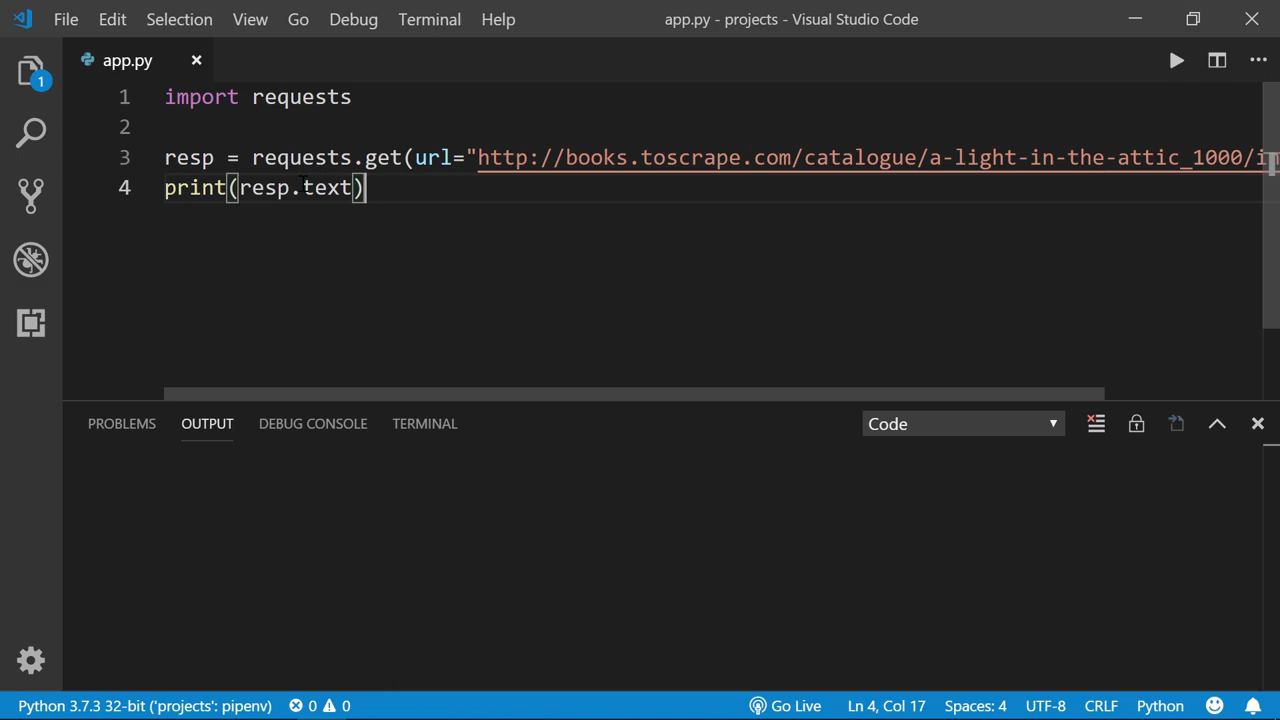 File Edit Selection View Go Debug Terminal Help app.py - projects - Visual Studio Code
1
app.py
1 import requests
2
3 resp = requests.get(url="http://books.toscrape.com/catalogue/a-light-in-the-attic_1000/in
4 print(resp.text)
PROBLEMS OUTPUT DEBUG CONSOLE TERMINAL Code
Python 3.7.3 32-bit ('projects': pipenv) 0 0 Go Live Ln 4, Col 17 Spaces: 4 UTF-8 CRLF Python